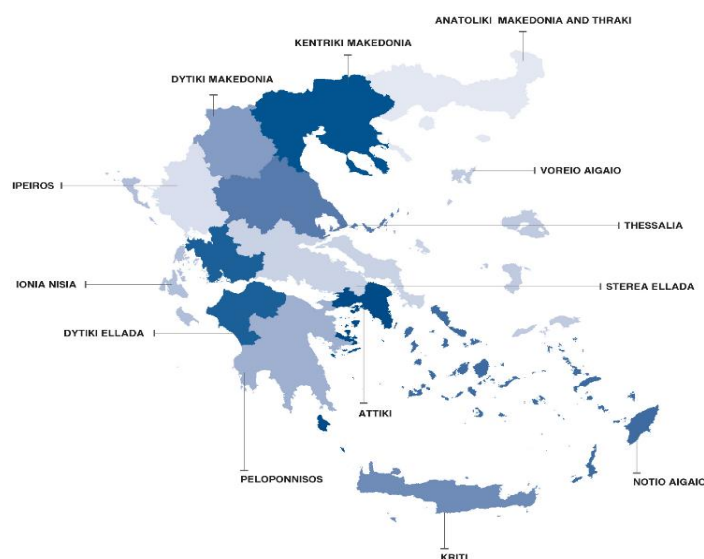 ANATOLIKI MAKEDONIA AND THRAKI
KENTRIKI MAKEDONIA
DYTIKI MAKEDONIA
VOREIO AIGAIO
IPEIROS
THESSALIA
IONIA NISIA
STEREA ELLADA
DYTIKI ELLADA
ATTIKI
PELOPONNISOS
NOTIO AIGAIO
KRITI